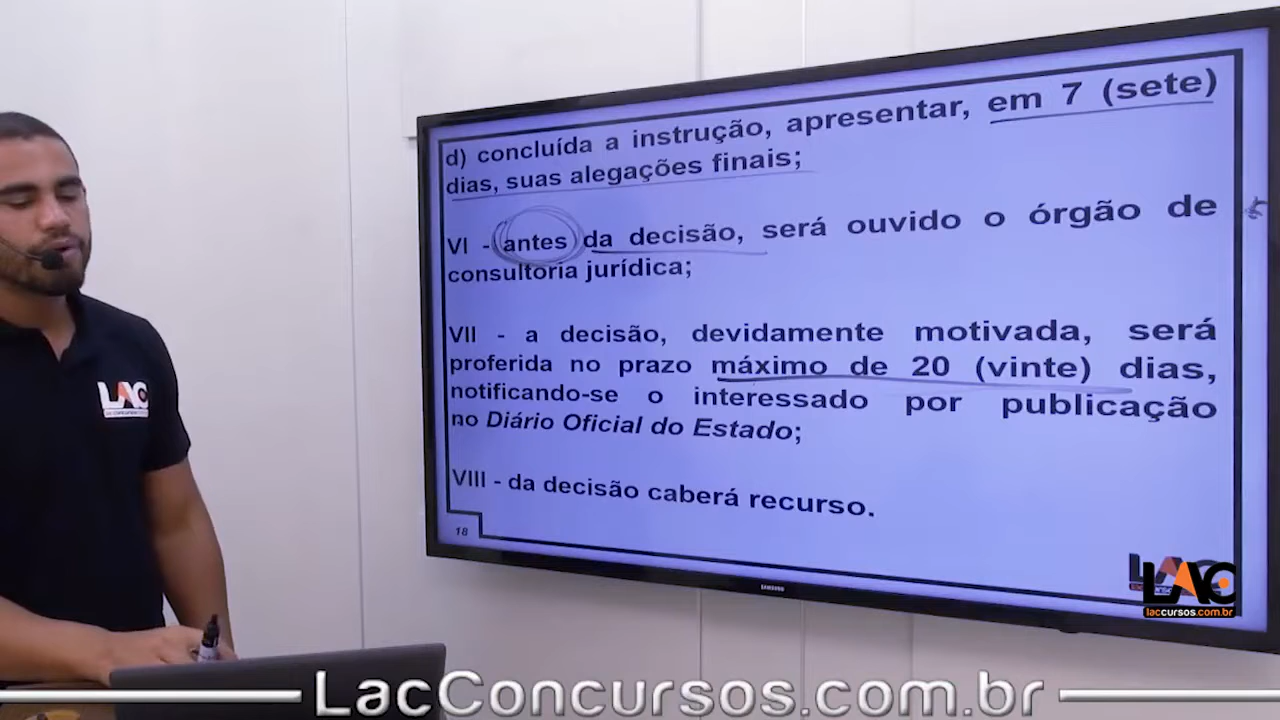 d) concluída a instrução, apresentar, em 7 (sete)
dias, suas alegações finais;
VI - antes da decisão, será ouvido o órgão de
consultoria jurídica;
VII - a decisão, devidamente motivada, será
proferida no prazo máximo de 20 (vinte) dias,
notificando-se o interessado por publicação
no Diário Oficial do Estado;
VIII - da decisão caberá recurso.
18
LAC
LAC
laccursos.com.br
SAMSUNG
LacConcursos.com.br